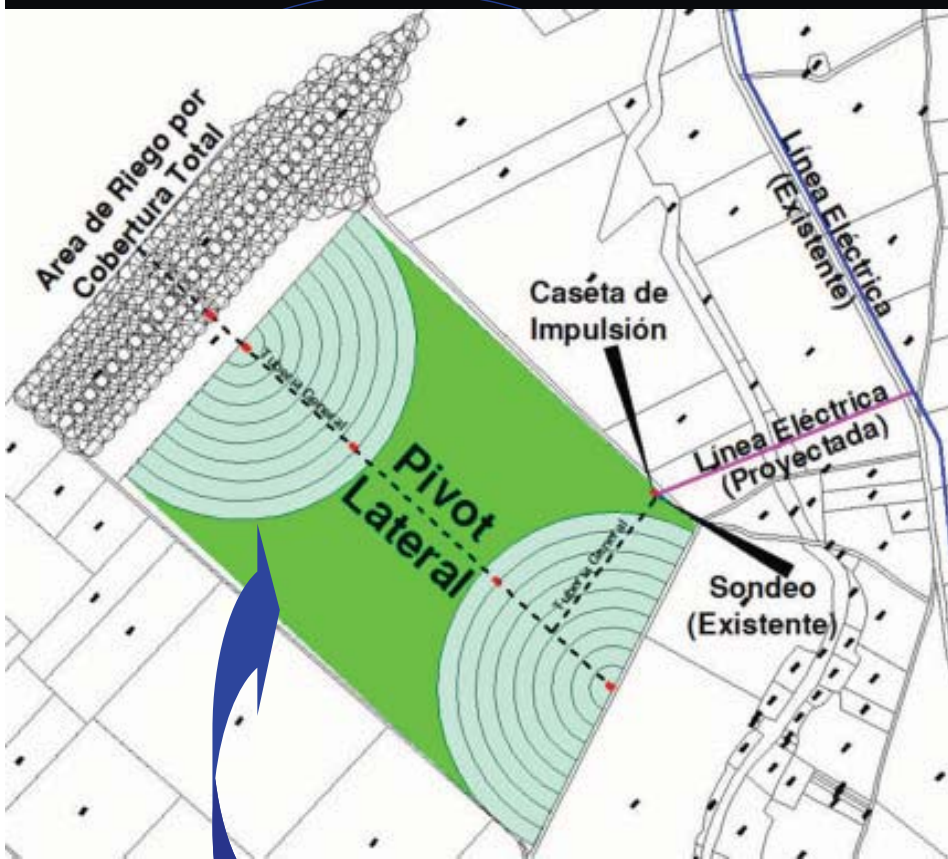 Area de Riego por
Cobertura Total
Línea Eléctrica
(Existente)
Caseta de
Impulsión
Tubería General
Línea Eléctrica
(Proyectada)
Pivot
Lateral
Tubería General
Sondeo
(Existente)